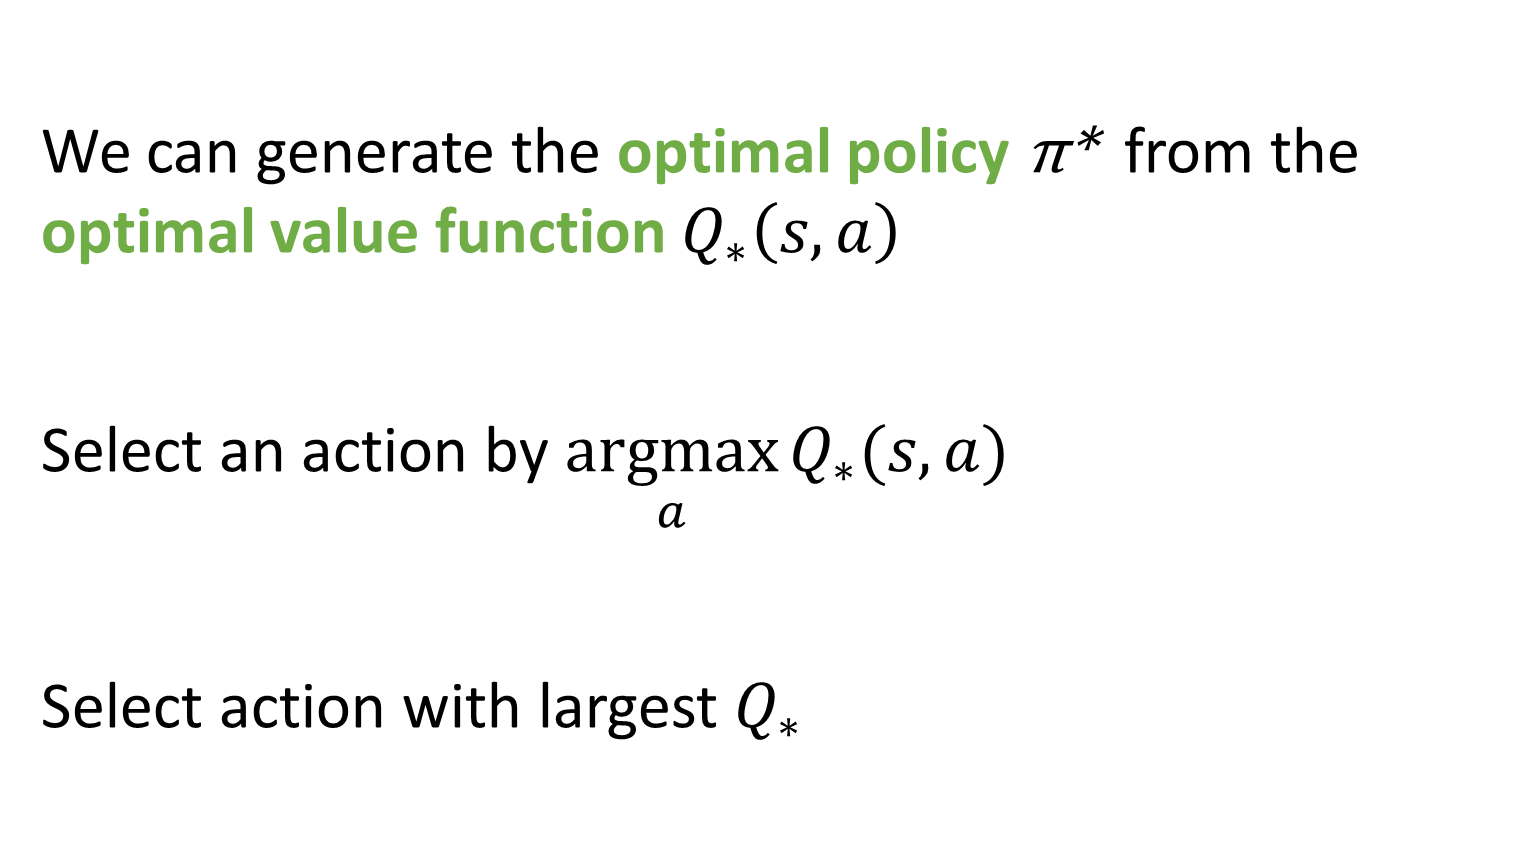 We can generate the optimal policy π* from the
optimal value function Q∗(s, a)
Select an action by argmax Q∗(s, a)
a
Select action with largest Q∗